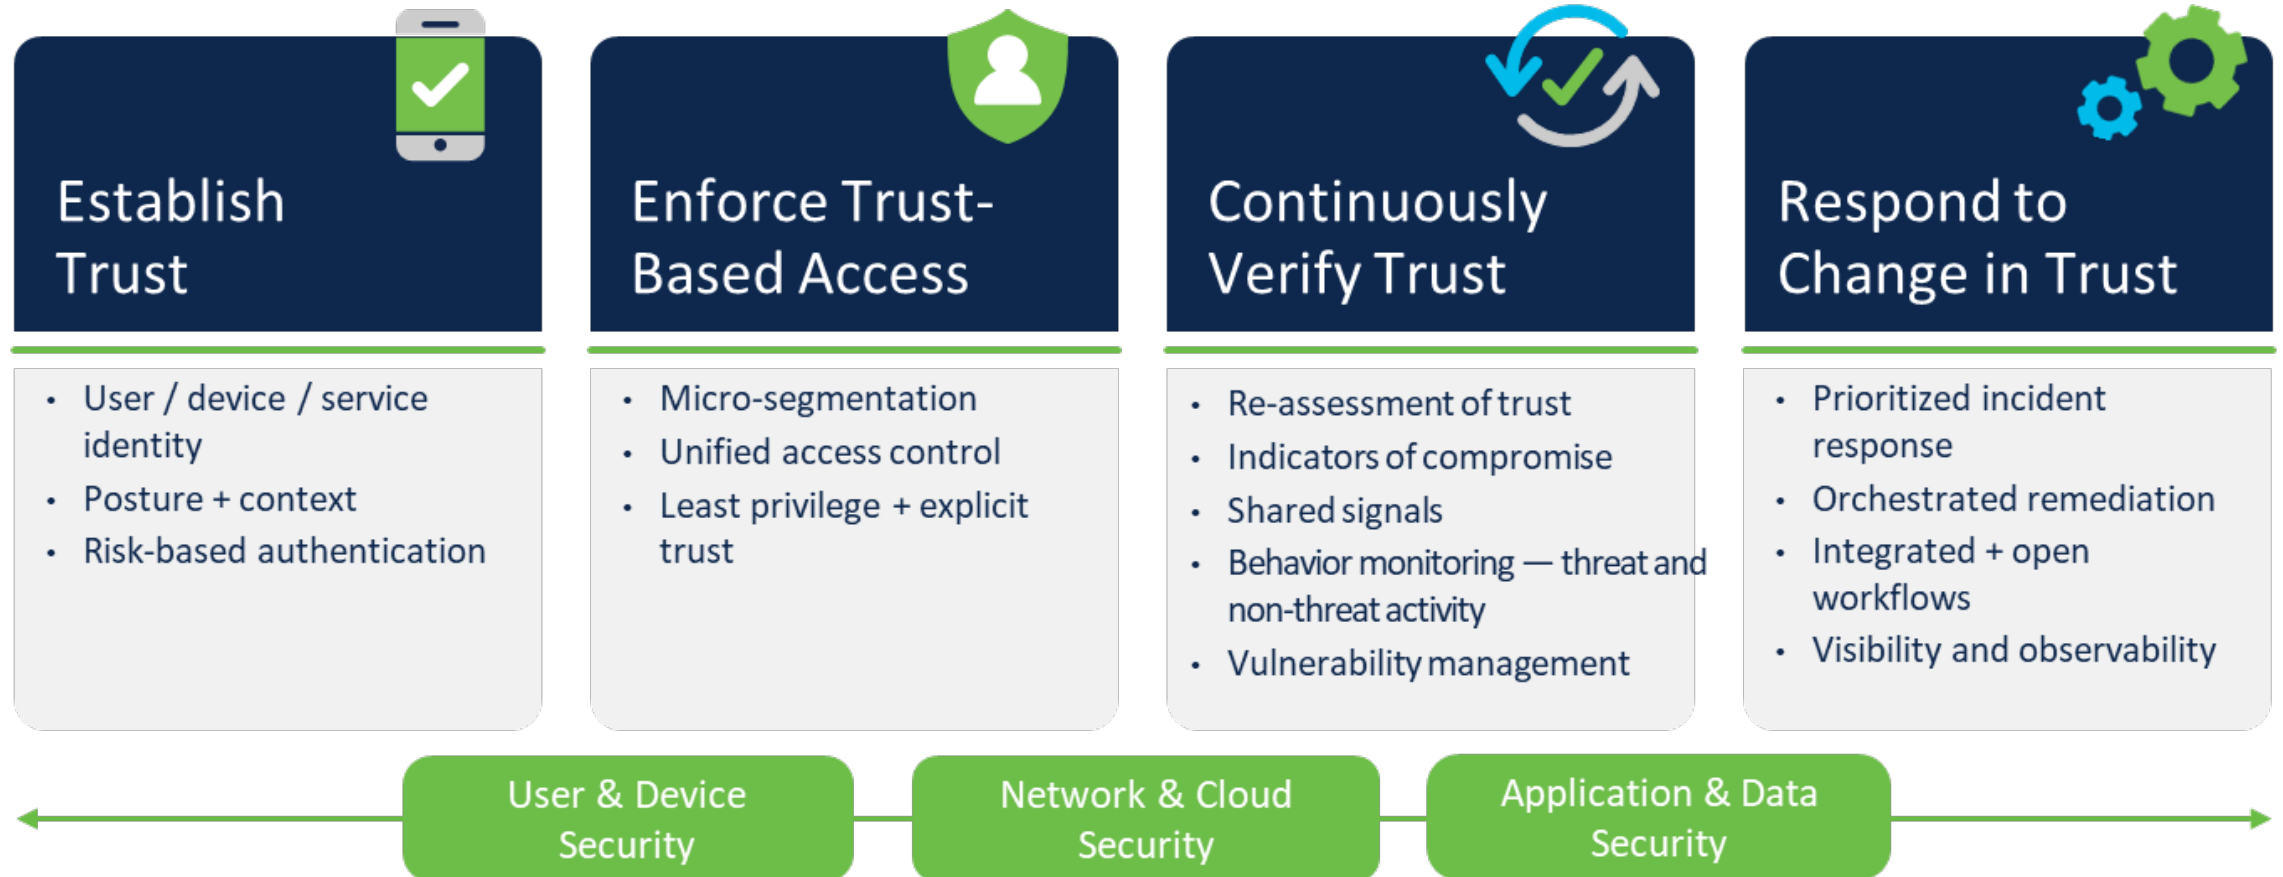 Establish
Trust
• User / device / service
identity
• Posture + context
• Risk-based authentication
Enforce Trust-
Based Access
• Micro-segmentation
• Unified access control
• Least privilege + explicit
trust
Continuously
Verify Trust
• Re-assessment of trust
• Indicators of compromise
• Shared signals
• Behavior monitoring — threat and
non-threat activity
• Vulnerability management
Respond to
Change in Trust
• Prioritized incident
response
• Orchestrated remediation
• Integrated + open
workflows
• Visibility and observability
User & Device
Security
Network & Cloud
Security
Application & Data
Security